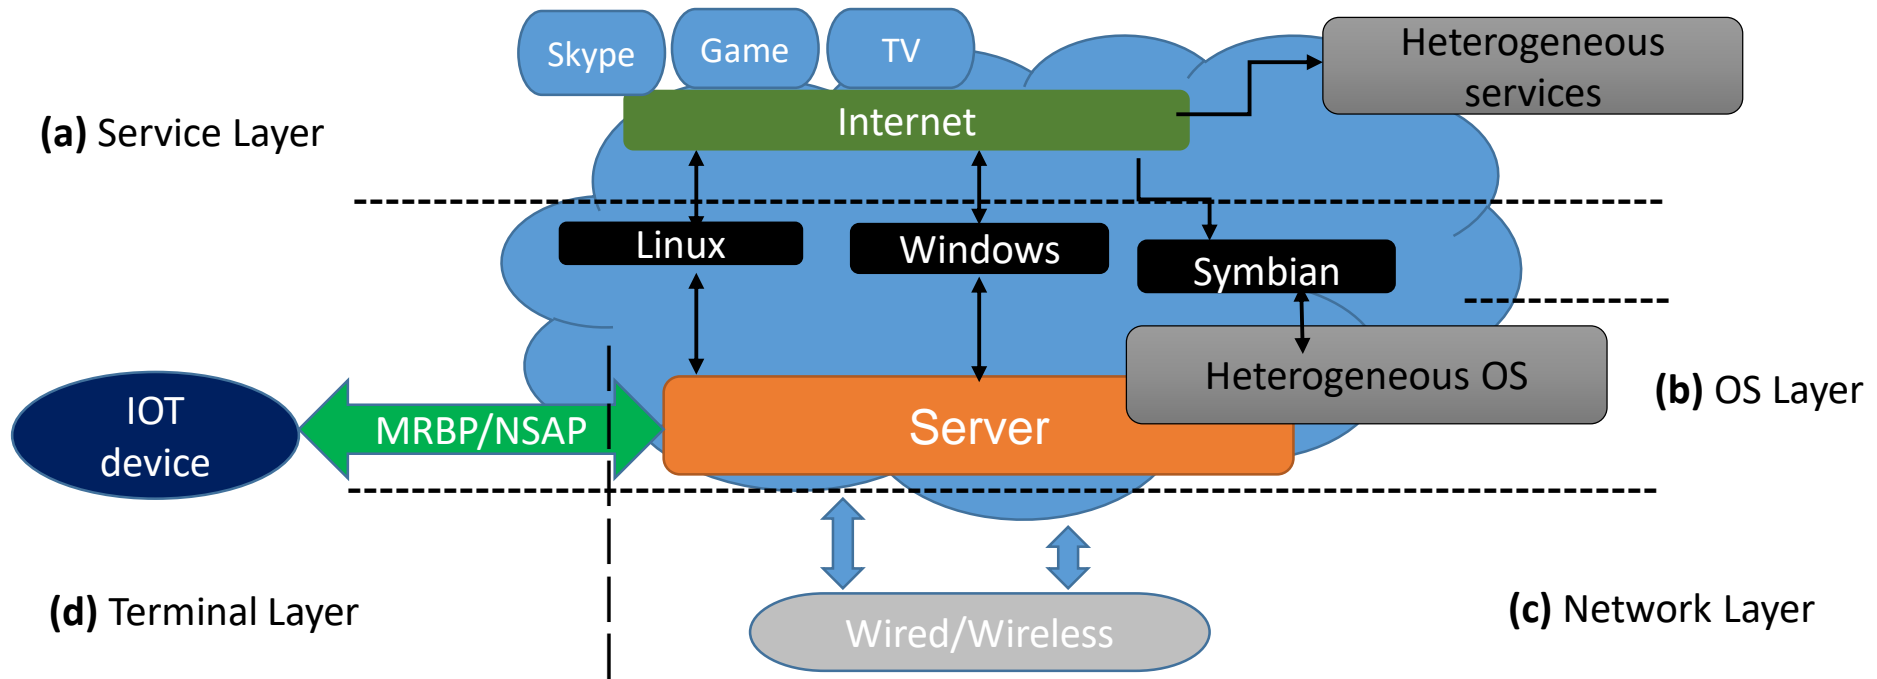 Skype
Game
TV
Heterogeneous
services
Internet
(a) Service Layer
Linux
Windows
Symbian
Heterogeneous OS
(b) OS Layer
IOT
device
MRBP/NSAP
Server
(d) Terminal Layer
Wired/Wireless
(c) Network Layer